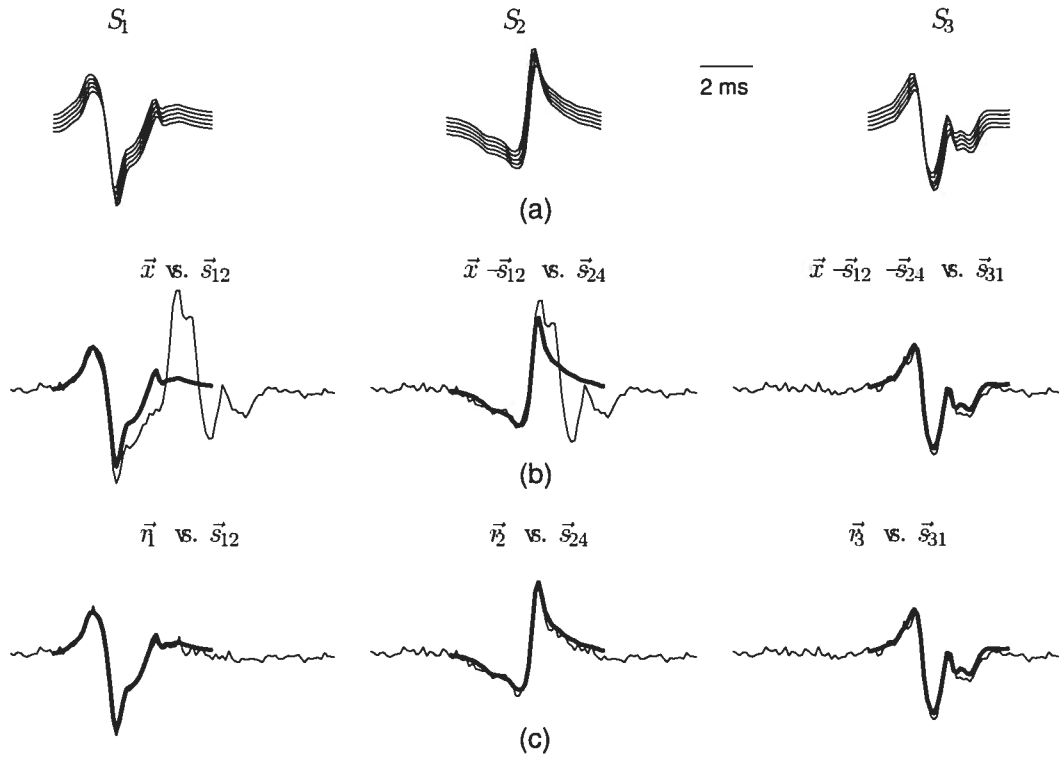 S₁ S₂ S₃
2 ms
(a)
x⃗ vs. s⃗₁₂ x⃗ -s⃗₁₂ vs. s⃗₂₄ x⃗ -s⃗₁₂ -s⃗₂₄ vs. s⃗₃₁
(b)
r⃗₁ vs. s⃗₁₂ r⃗₂ vs. s⃗₂₄ r⃗₃ vs. s⃗₃₁
(c)